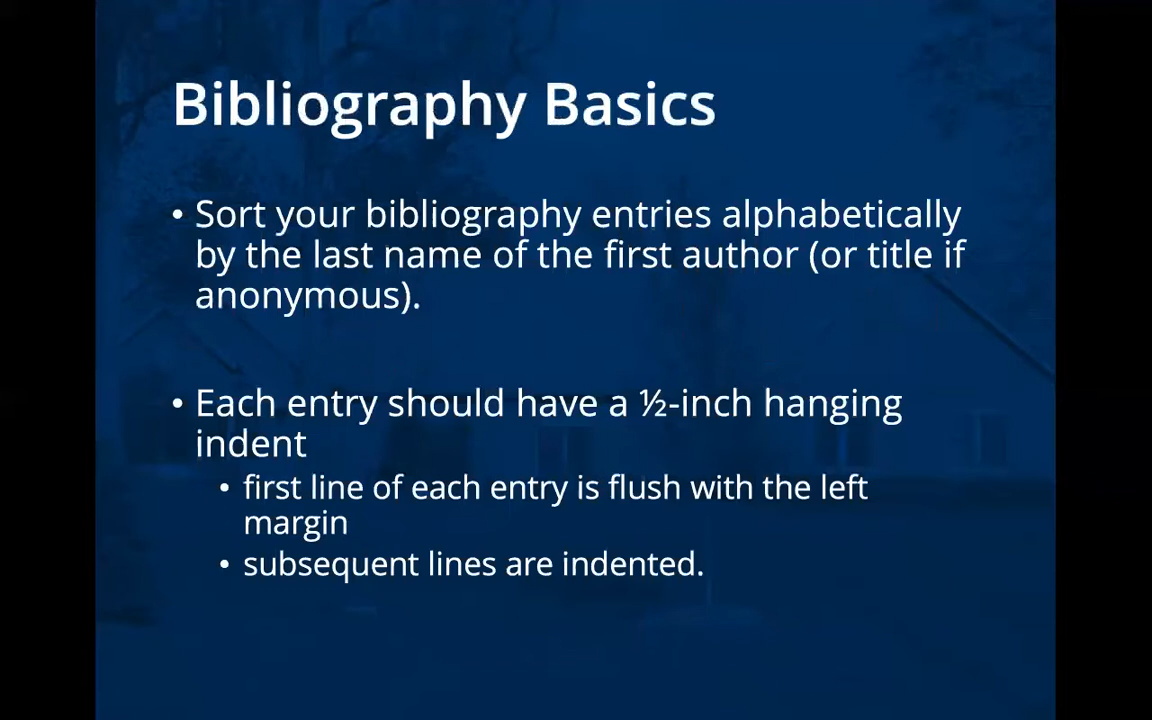 Bibliography Basics
• Sort your bibliography entries alphabetically
by the last name of the first author (or title if
anonymous).
• Each entry should have a ½-inch hanging
indent
• first line of each entry is flush with the left
margin
• subsequent lines are indented.